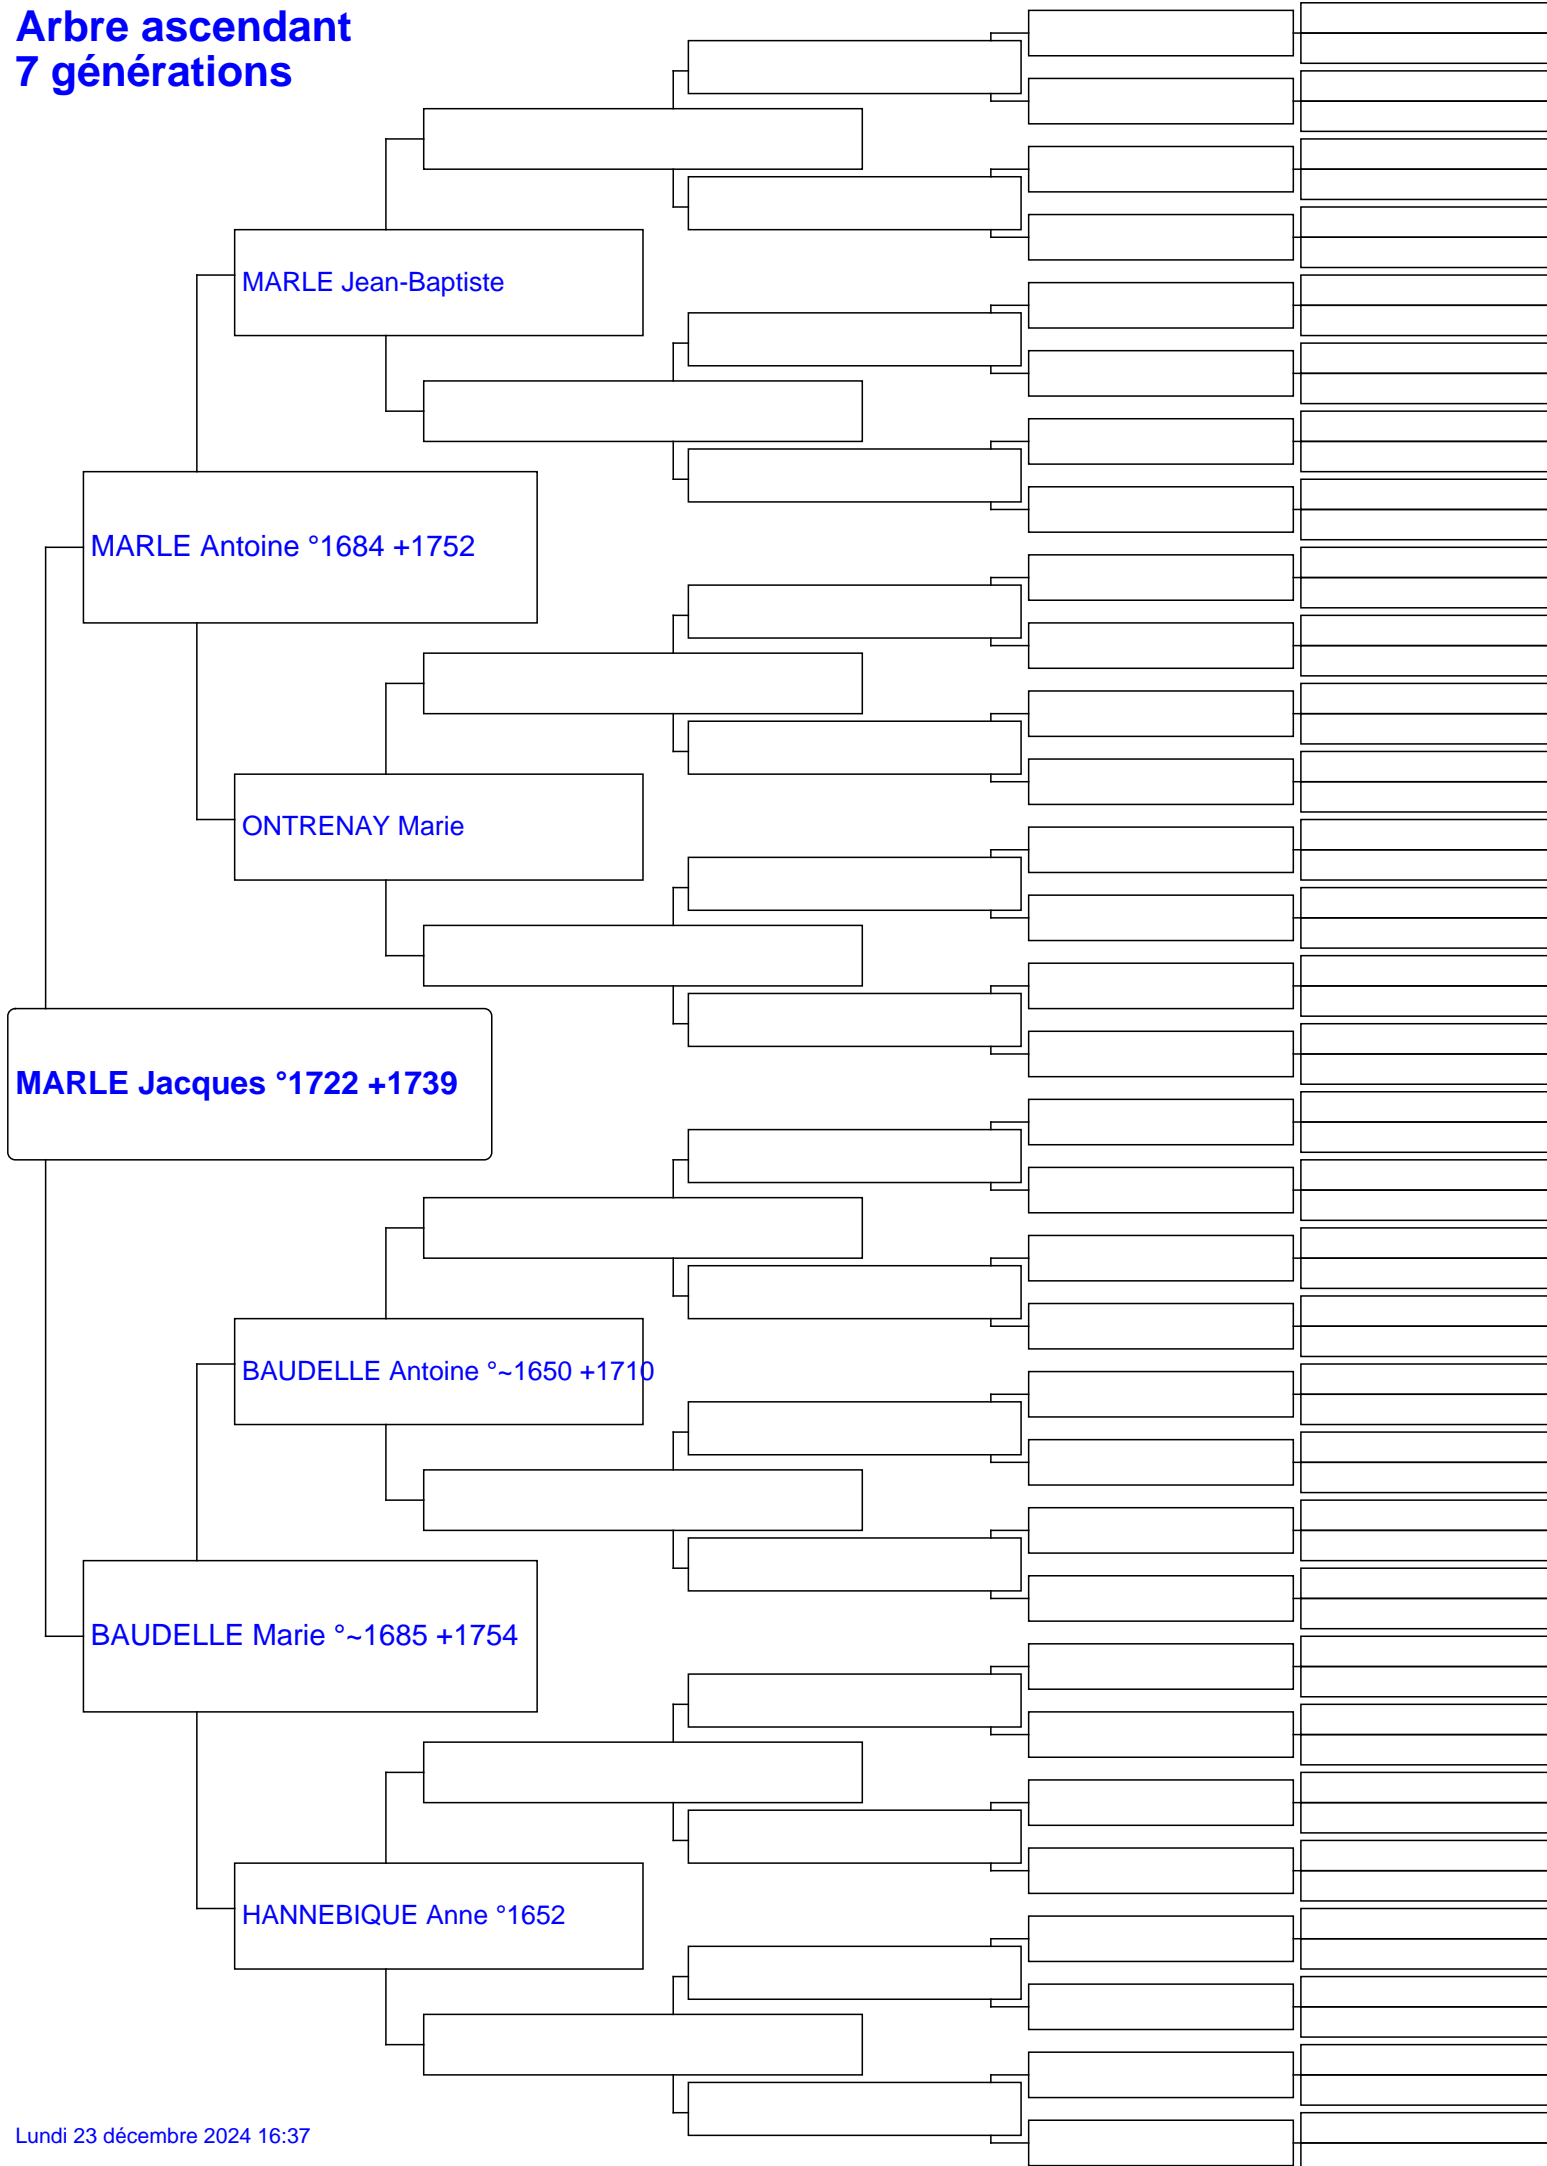 Arbre ascendant
7 générations
MARLE Jean-Baptiste
MARLE Antoine °1684 +1752
ONTRENAY Marie
MARLE Jacques °1722 +1739
BAUDELLE Antoine °~1650 +1710
BAUDELLE Marie °~1685 +1754
HANNEBIQUE Anne °1652
Lundi 23 décembre 2024 16:37